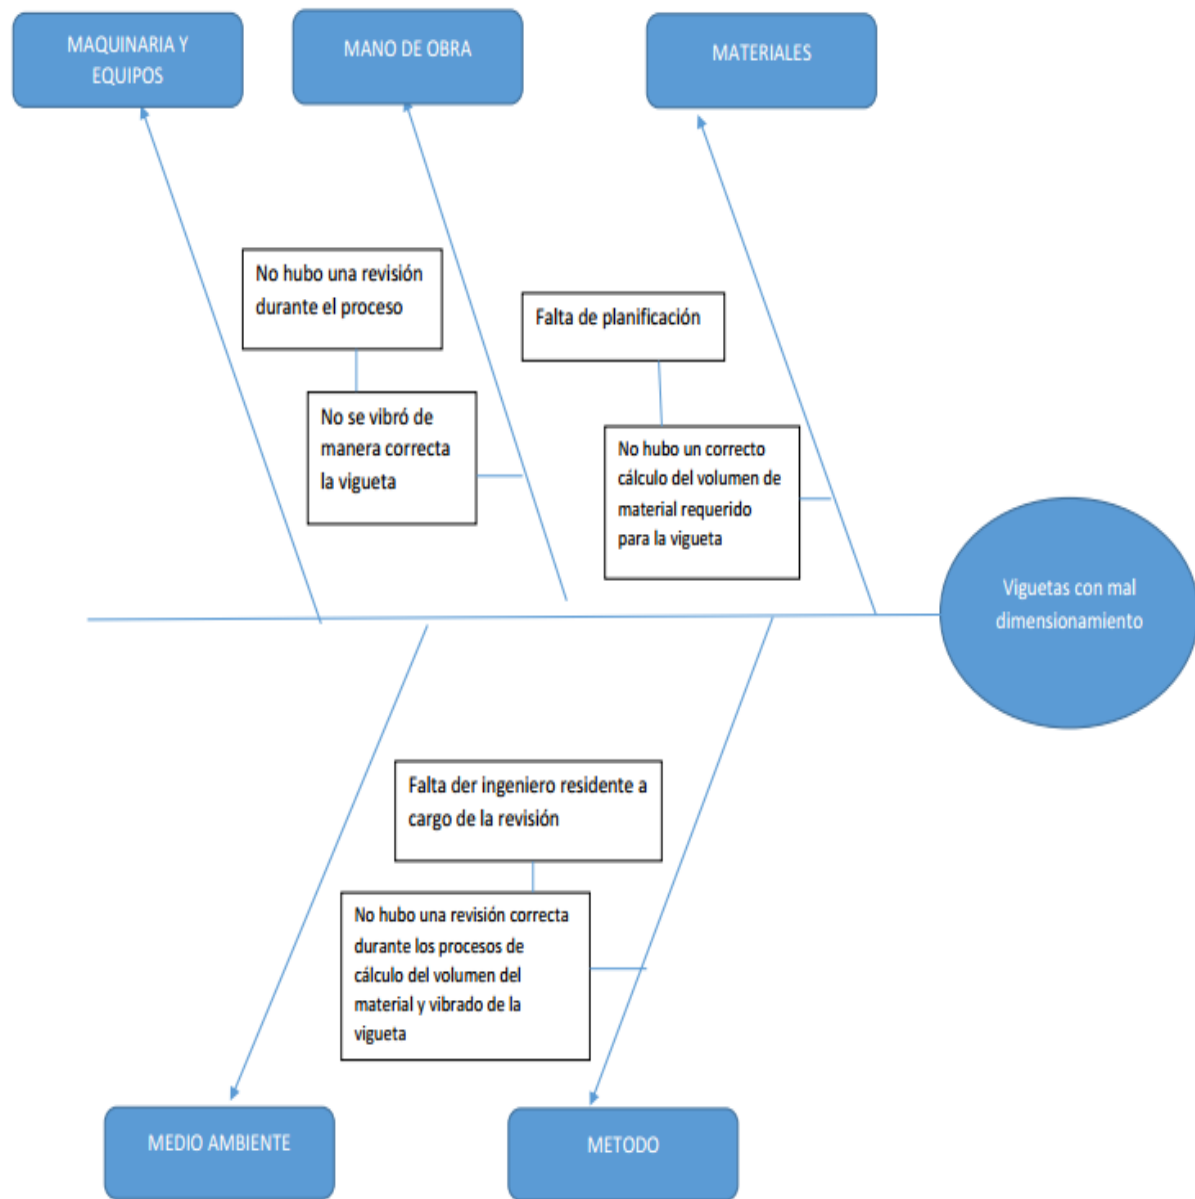 MAQUINARIA Y
EQUIPOS
MANO DE OBRA
MATERIALES
No hubo una revisión
durante el proceso
Falta de planificación
No se vibró de
manera correcta
la vigueta
No hubo un correcto
cálculo del volumen de
material requerido
para la vigueta
Viguetas con mal
dimensionamiento
Falta der ingeniero residente a
cargo de la revisión
No hubo una revisión correcta
durante los procesos de
cálculo del volumen del
material y vibrado de la
vigueta
MEDIO AMBIENTE
METODO